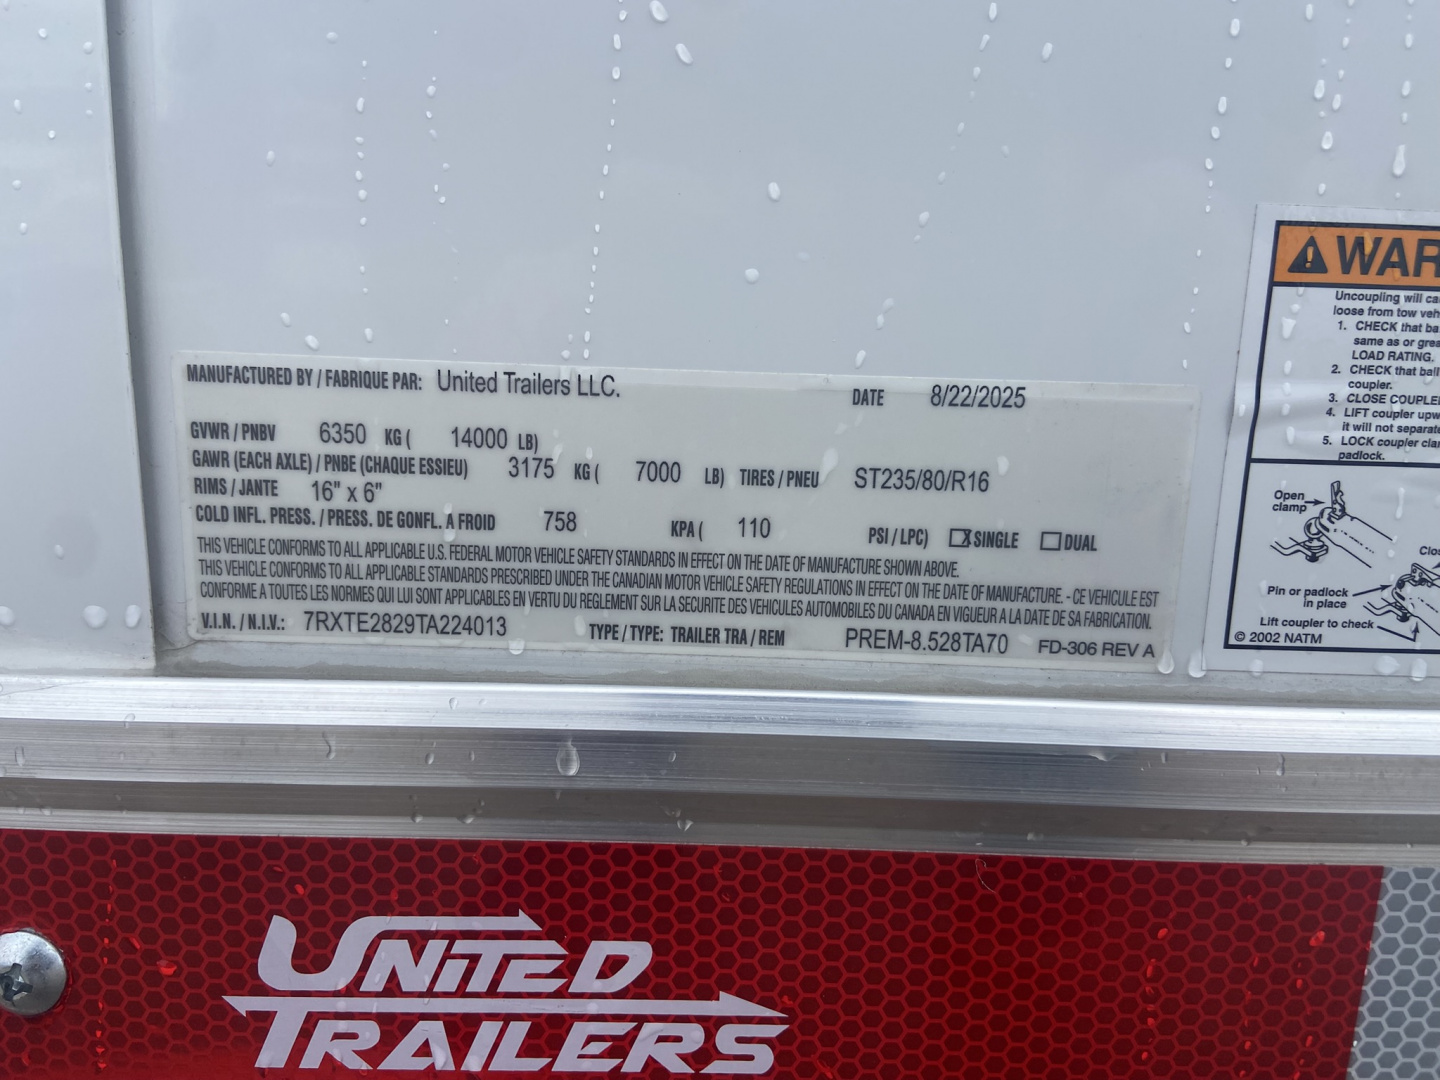 MANUFACTURED BY / FABRIQUE PAR: United Trailers LLC. DATE 8/22/2025
GVWR / PNBV 6350 KG ( 14000 LB)
GAWR (EACH AXLE) / PNBE (CHAQUE ESSIEU) 3175 KG ( 7000 LB) TIRES / PNEU ST235/80/R16
RIMS / JANTE 16" x 6"
COLD INFL. PRESS. / PRESS. DE GONFL. A FROID 758 KPA ( 110 PSI / LPC) X SINGLE DUAL
THIS VEHICLE CONFORMS TO ALL APPLICABLE U.S. FEDERAL MOTOR VEHICLE SAFETY STANDARDS IN EFFECT ON THE DATE OF MANUFACTURE SHOWN ABOVE.
THIS VEHICLE CONFORMS TO ALL APPLICABLE STANDARDS PRESCRIBED UNDER THE CANADIAN MOTOR VEHICLE SAFETY REGULATIONS IN EFFECT ON THE DATE OF MANUFACTURE. - CE VEHICULE EST
CONFORME A TOUTES LES NORMES QUI LUI SONT APPLICABLES EN VERTU DU REGLEMENT SUR LA SECURITE DES VEHICULES AUTOMOBILES DU CANADA EN VIGUEUR A LA DATE DE SA FABRICATION.
V.I.N. / N.I.V.: 7RXTE2829TA224013 TYPE / TYPE: TRAILER TRA / REM PREM-8.528TA70 FD-306 REV A
WAR
Uncoupling will ca
loose from tow veh
1. CHECK that ba
same as or grea
LOAD RATING.
2. CHECK that ball
coupler.
3. CLOSE COUPLE
4. LIFT coupler upw
it will not separate
5. LOCK coupler cla
padlock.
Open
clamp
Clo
Pin or padlock
in place
Lift coupler to check
© 2002 NATM
UNITED
TRAILERS